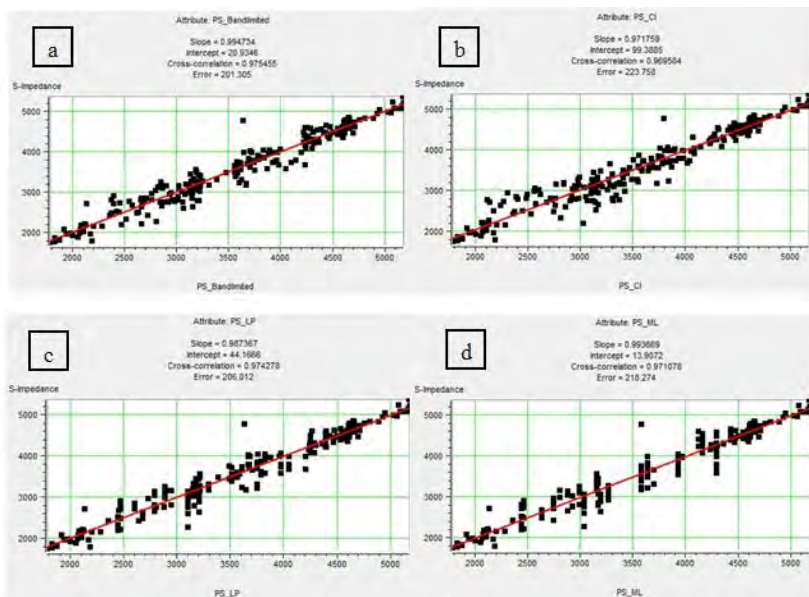 a
Attribute: PS_Bandlimited
Slope = 0.994734
Intercept = 20.9346
Cross-correlation = 0.975455
Error = 201.305
S-Impedance
5000
4000
3000
2000
2000 2500 3000 3500 4000 4500 5000
PS_Bandlimited
b
Attribute: PS_CI
Slope = 0.971759
Intercept = 99.3885
Cross-correlation = 0.969584
Error = 223.758
S-Impedance
5000
4000
3000
2000
2000 2500 3000 3500 4000 4500 5000
PS_CI
c
Attribute: PS_LP
Slope = 0.987367
Intercept = 44.1666
Cross-correlation = 0.974278
Error = 206.012
S-Impedance
5000
4000
3000
2000
2000 2500 3000 3500 4000 4500 5000
PS_LP
d
Attribute: PS_ML
Slope = 0.993669
Intercept = 13.9072
Cross-correlation = 0.971078
Error = 218.274
S-Impedance
5000
4000
3000
2000
2000 2500 3000 3500 4000 4500 5000
PS_ML